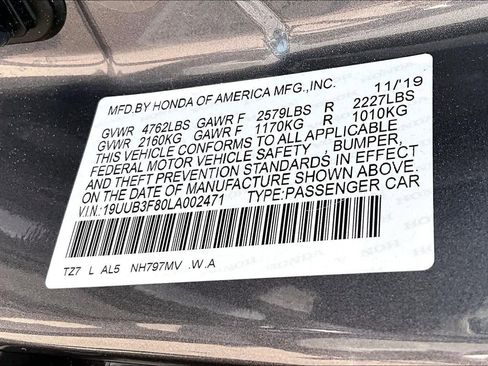 MFD.BY HONDA OF AMERICA MFG.,INC. 11/'19
GVWR 4762LBS GAWR F 2579LBS R 2227LBS
GVWR 2160KG GAWR F 1170KG R 1010KG
THIS VEHICLE CONFORMS TO ALL APPLICABLE
FEDERAL MOTOR VEHICLE SAFETY , BUMPER,
AND THEFT PREVENTION STANDARDS IN EFFECT
ON THE DATE OF MANUFACTURE SHOWN ABOVE.
V.I.N.:19UUB3F80LA002471 TYPE:PASSENGER CAR
TZ7 L AL5 NH797MV .W.A